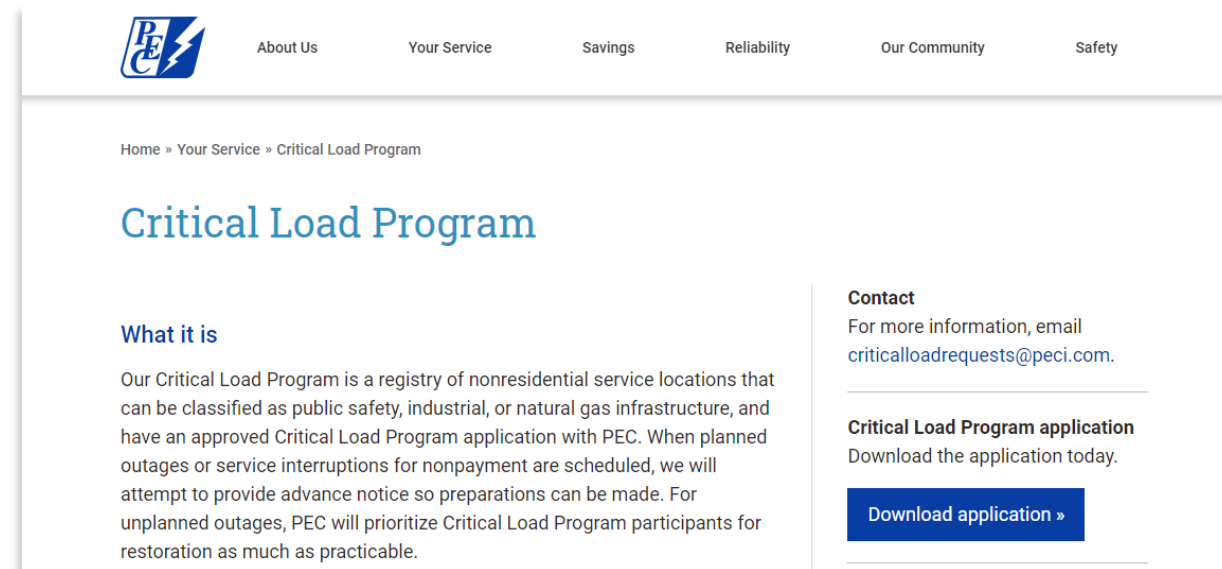 PEC
About Us
Your Service
Savings
Reliability
Our Community
Safety
Home » Your Service » Critical Load Program
Critical Load Program
What it is
Our Critical Load Program is a registry of nonresidential service locations that
can be classified as public safety, industrial, or natural gas infrastructure, and
have an approved Critical Load Program application with PEC. When planned
outages or service interruptions for nonpayment are scheduled, we will
attempt to provide advance notice so preparations can be made. For
unplanned outages, PEC will prioritize Critical Load Program participants for
restoration as much as practicable.
Contact
For more information, email
criticalloadrequests@peci.com.
Critical Load Program application
Download the application today.
Download application »